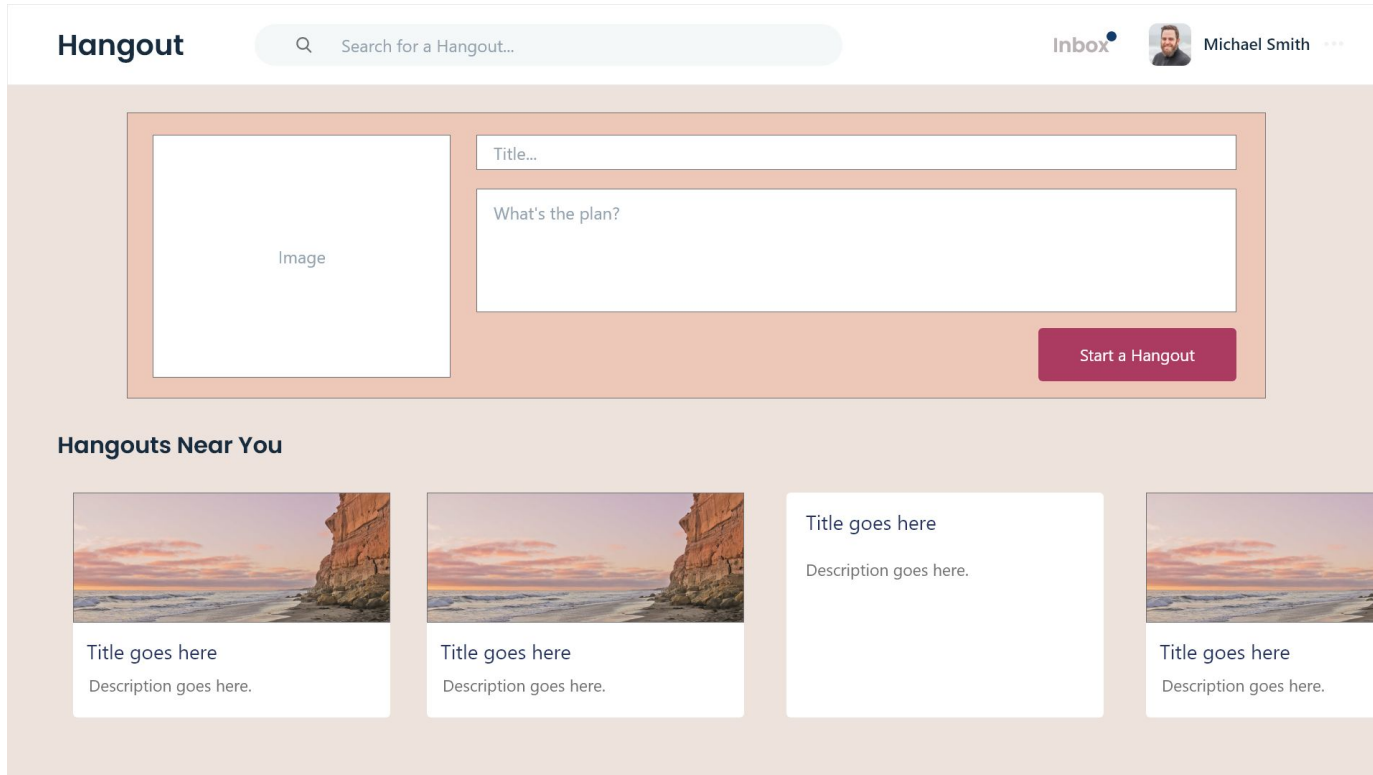 Hangout
Search for a Hangout...
Inbox
Michael Smith
Title...
What's the plan?
Image
Start a Hangout
Hangouts Near You
Title goes here
Description goes here.
Title goes here
Description goes here.
Title goes here
Description goes here.
Title goes here
Description goes here.